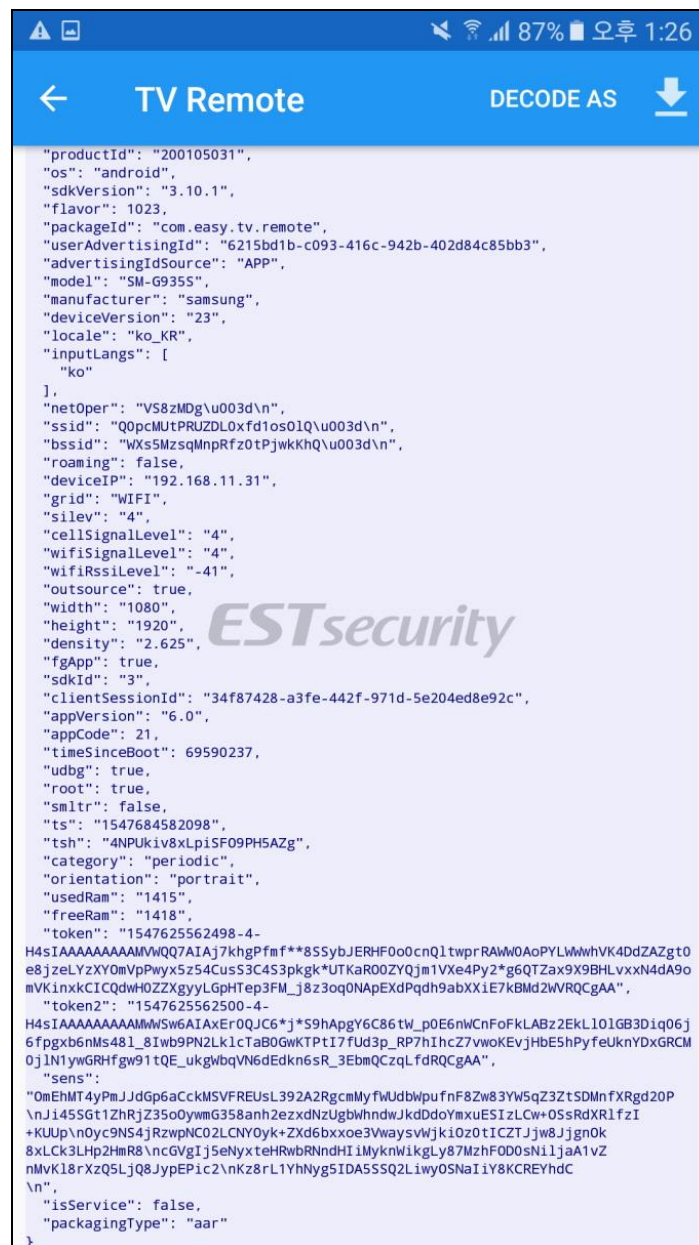 87% 오후 1:26
TV Remote DECODE AS
"productId": "200105031",
"os": "android",
"sdkVersion": "3.10.1",
"flavor": 1023,
"packageId": "com.easy.tv.remote",
"userAdvertisingId": "6215bd1b-c093-416c-942b-402d84c85bb3",
"advertisingIdSource": "APP",
"model": "SM-G935S",
"manufacturer": "samsung",
"deviceVersion": "23",
"locale": "ko_KR",
"inputLangs": [
"ko"
],
"netOper": "VS8zMDg\u003d\n",
"ssid": "Q0pcMUtPRUZDL0xfd1osOlQ\u003d\n",
"bssid": "WXs5MzsqMnpRfz0tPjwkKhQ\u003d\n",
"roaming": false,
"deviceIP": "192.168.11.31",
"grid": "WIFI",
"silev": "4",
"cellSignalLevel": "4",
"wifiSignalLevel": "4",
"wifiRssiLevel": "-41",
"outsource": true,
"width": "1080",
"height": "1920",
"density": "2.625",
ESTsecurity
"fgApp": true,
"sdkId": "3",
"clientSessionId": "34f87428-a3fe-442f-971d-5e204ed8e92c",
"appVersion": "6.0",
"appCode": 21,
"timeSinceBoot": 69590237,
"udbg": true,
"root": true,
"smltr": false,
"ts": "1547684582098",
"tsh": "4NPUkiv8xLpiSFO9PH5AZg",
"category": "periodic",
"orientation": "portrait",
"usedRam": "1415",
"freeRam": "1418",
"token": "1547625562498-4-
"token2": "1547625562500-4-
"sens":
\n",
"isService": false,
"packagingType": "aar"
}